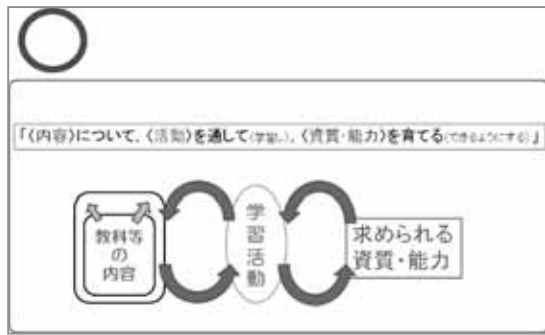 「〈内容〉について、〈活動〉を通して(学習し)、〈資質・能力〉を育てる(できるようにする)」
教科等
の
内容
学習活動
求められる
資質・能力